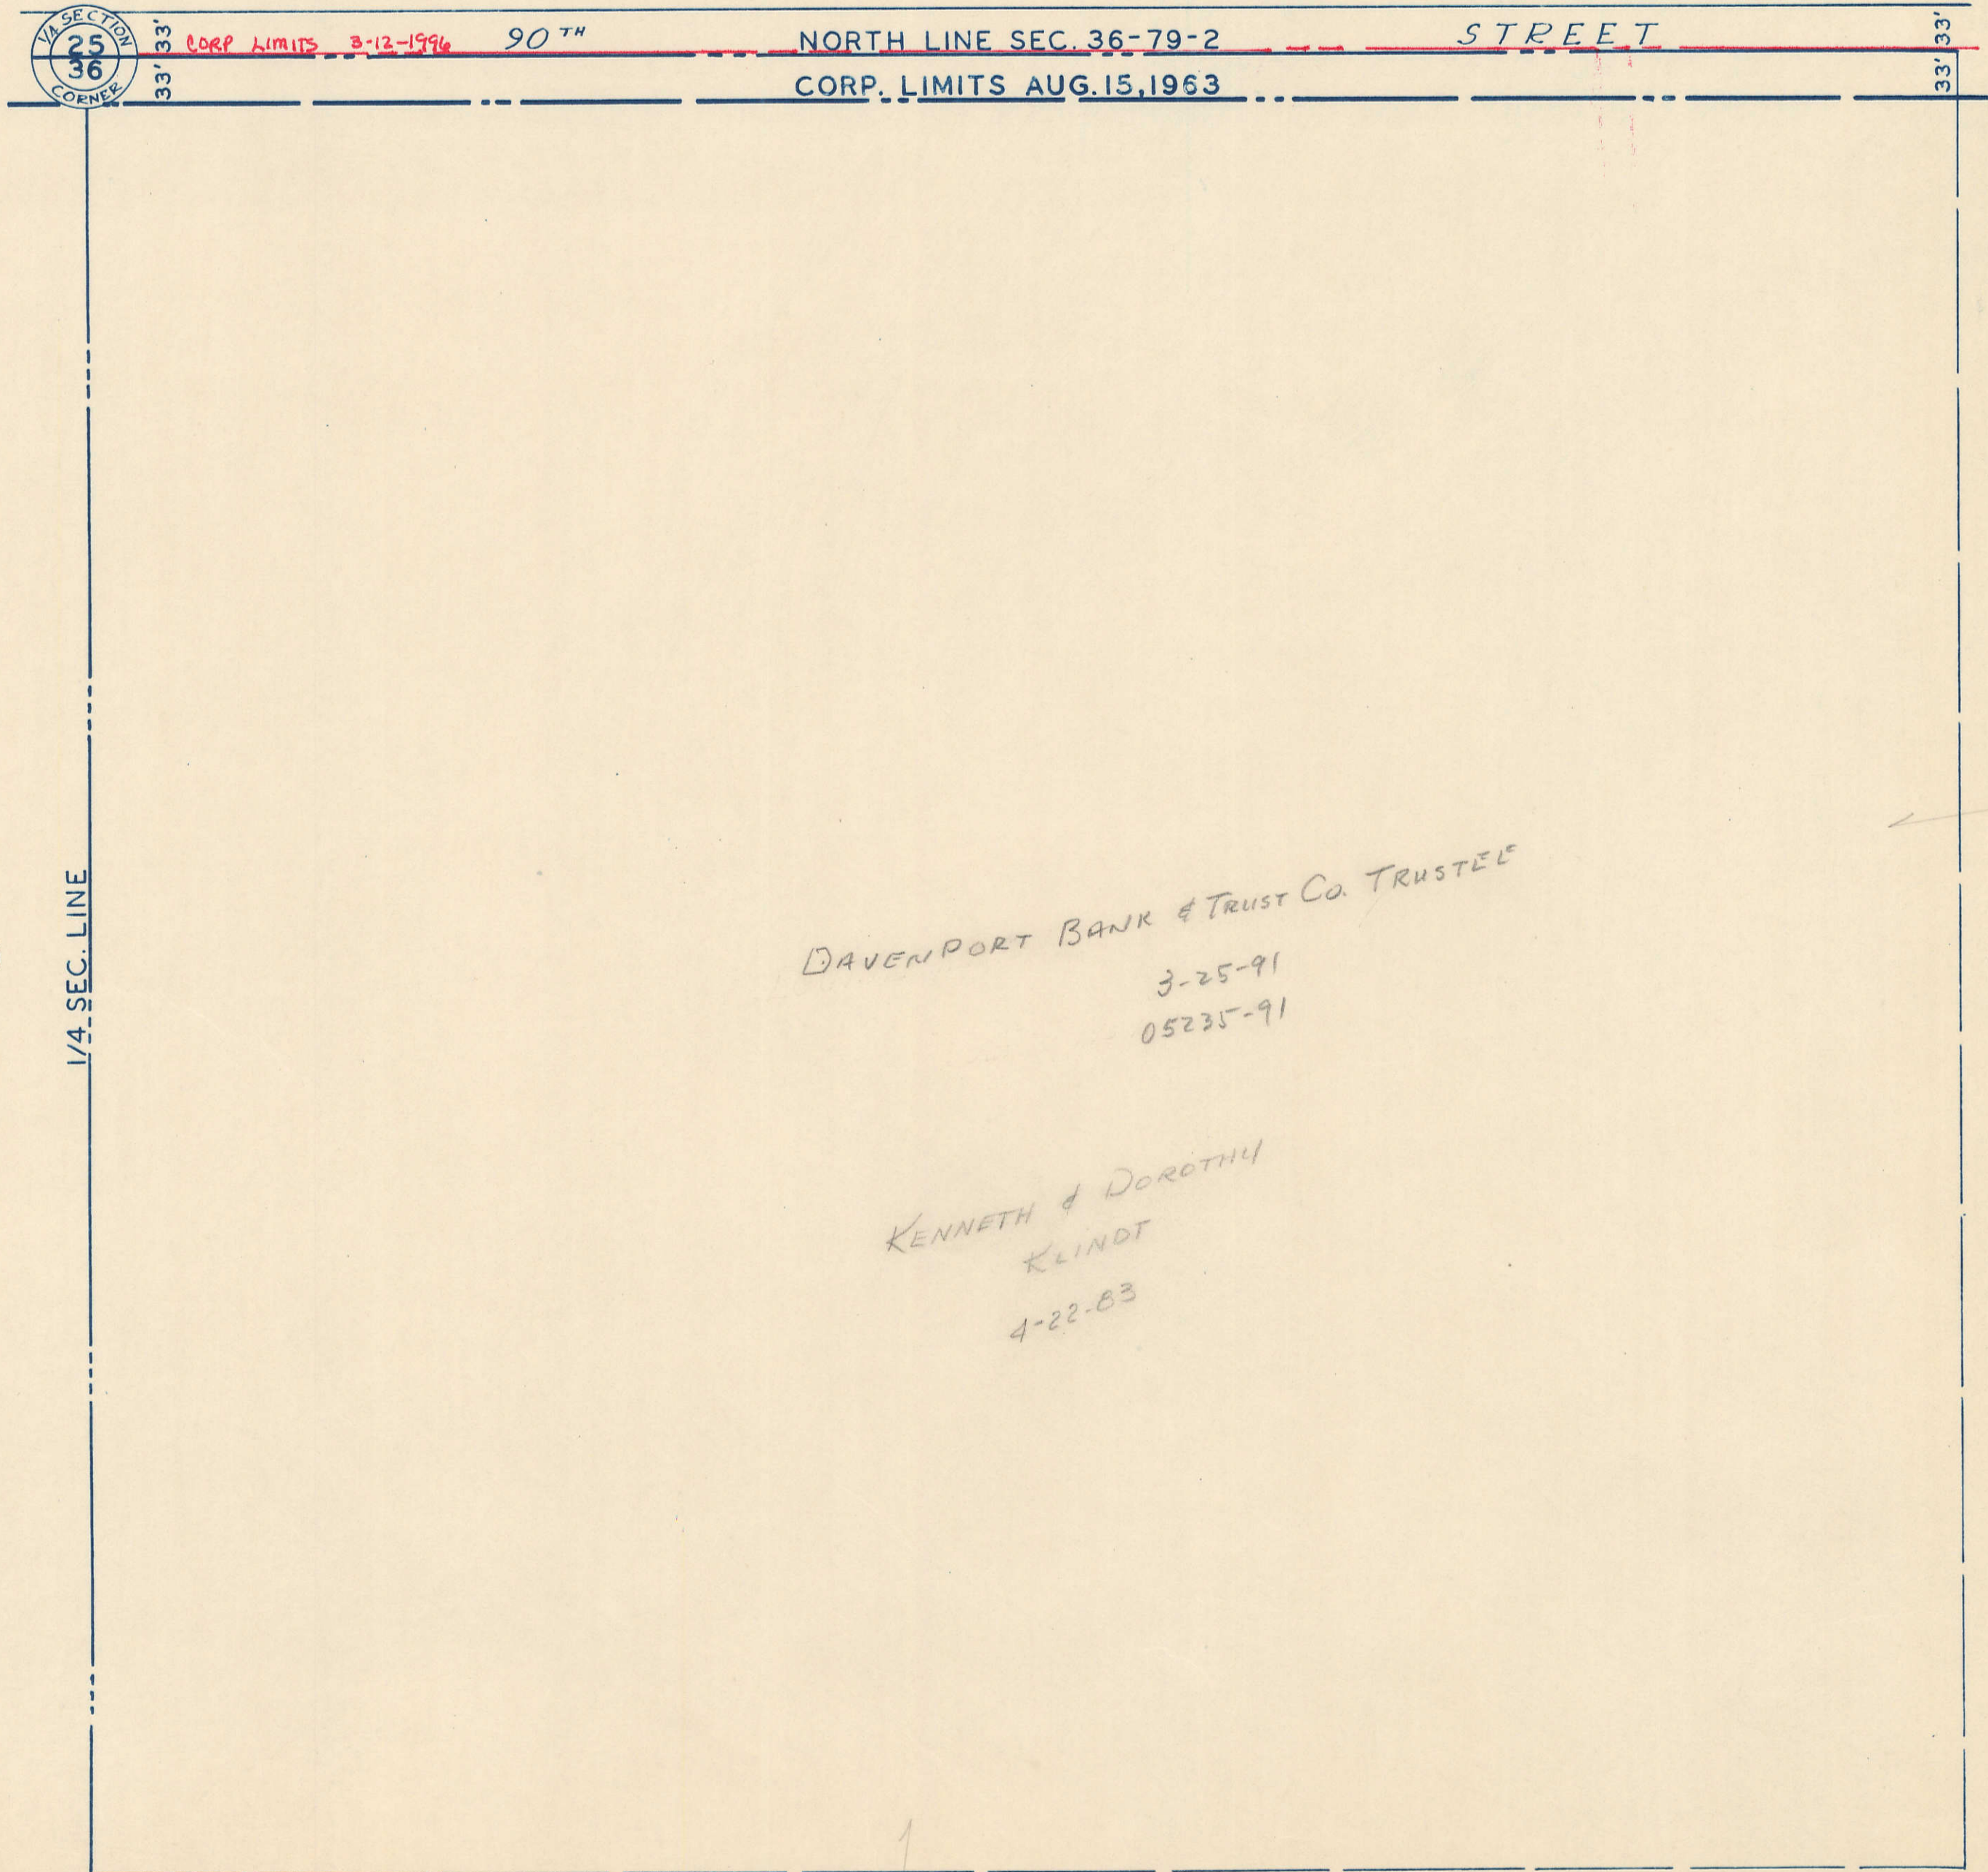 1/4 SECTION
25
36
CORNER
33'
33'
CORP LIMITS 3-12-1996
90TH
NORTH LINE SEC. 36-79-2
STREET
33'
33'
CORP. LIMITS AUG. 15, 1963
1/4 SEC. LINE
DAVENPORT BANK & TRUST CO. TRUSTEE
3-25-91
05235-91
KENNETH & DOROTHY
KLINDT
4-22-83